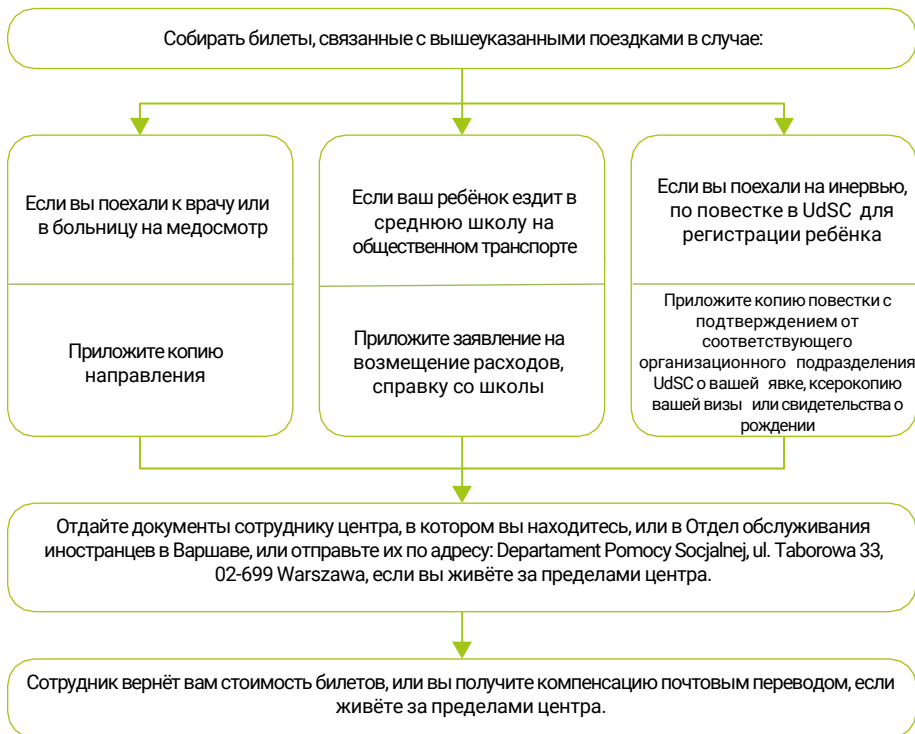 Собирать билеты, связанные с вышеуказанными поездками в случае:
Если вы поехали к врачу или
в больницу на медосмотр
Приложите копию
направления
Если ваш ребёнок ездит в
среднюю школу на
общественном транспорте
Приложите заявление на
возмещение расходов,
справку со школы
Если вы поехали на инервью,
по повестке в UdSC для
регистрации ребёнка
Приложите копию повестки с
подтверждением от
соответствующего
организационного подразделения
UdSC о вашей явке, ксерокопию
вашей визы или свидетельства о
рождении
Отдайте документы сотруднику центра, в котором вы находитесь, или в Отдел обслуживания
иностранцев в Варшаве, или отправьте их по адресу: Departament Pomocy Socjalnej, ul. Taborowa 33,
02-699 Warszawa, если вы живёте за пределами центра.
Сотрудник вернёт вам стоимость билетов, или вы получите компенсацию почтовым переводом, если
живёте за пределами центра.